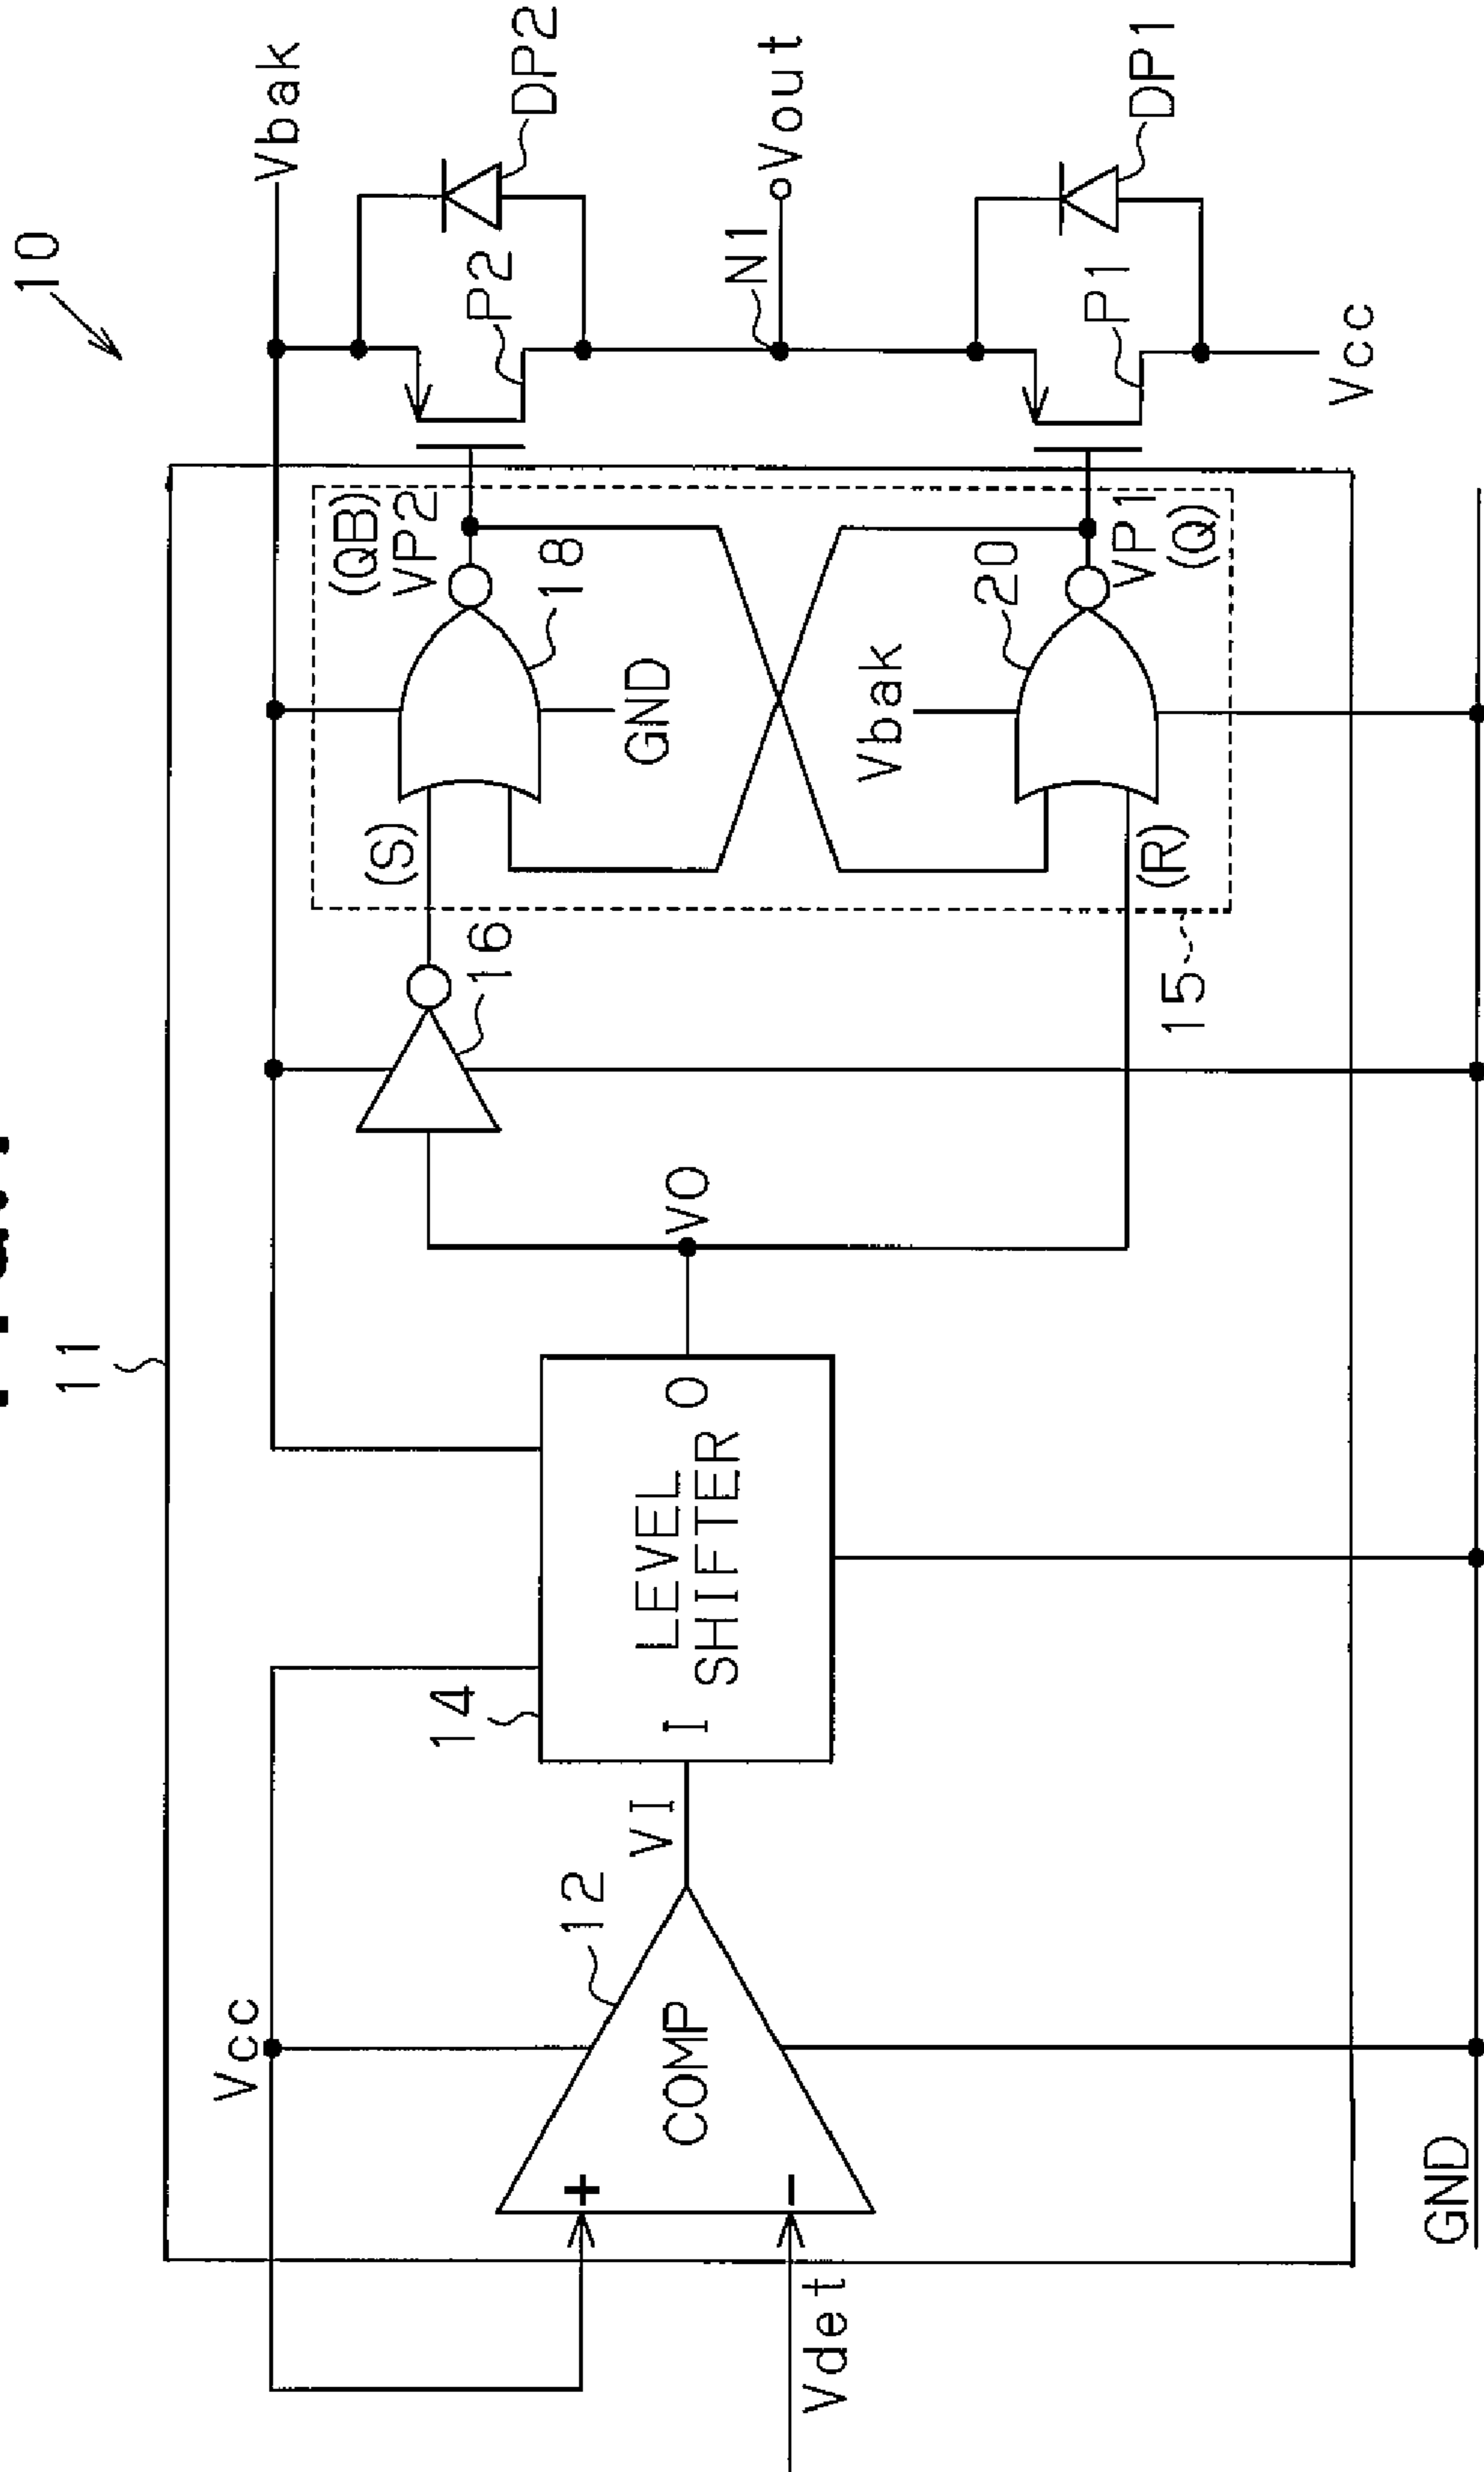 10
11
Vcc
Vbak
(QB)
VP2
DP2
P2
(S)
16
18
14
12
VI
LEVEL
SHIFTER
I
O
VO
GND
COMP
+
−
Vdet
N1
Vout
Vbak
20
VP1
(Q)
(R)
15
P1
DP1
Vcc
GND